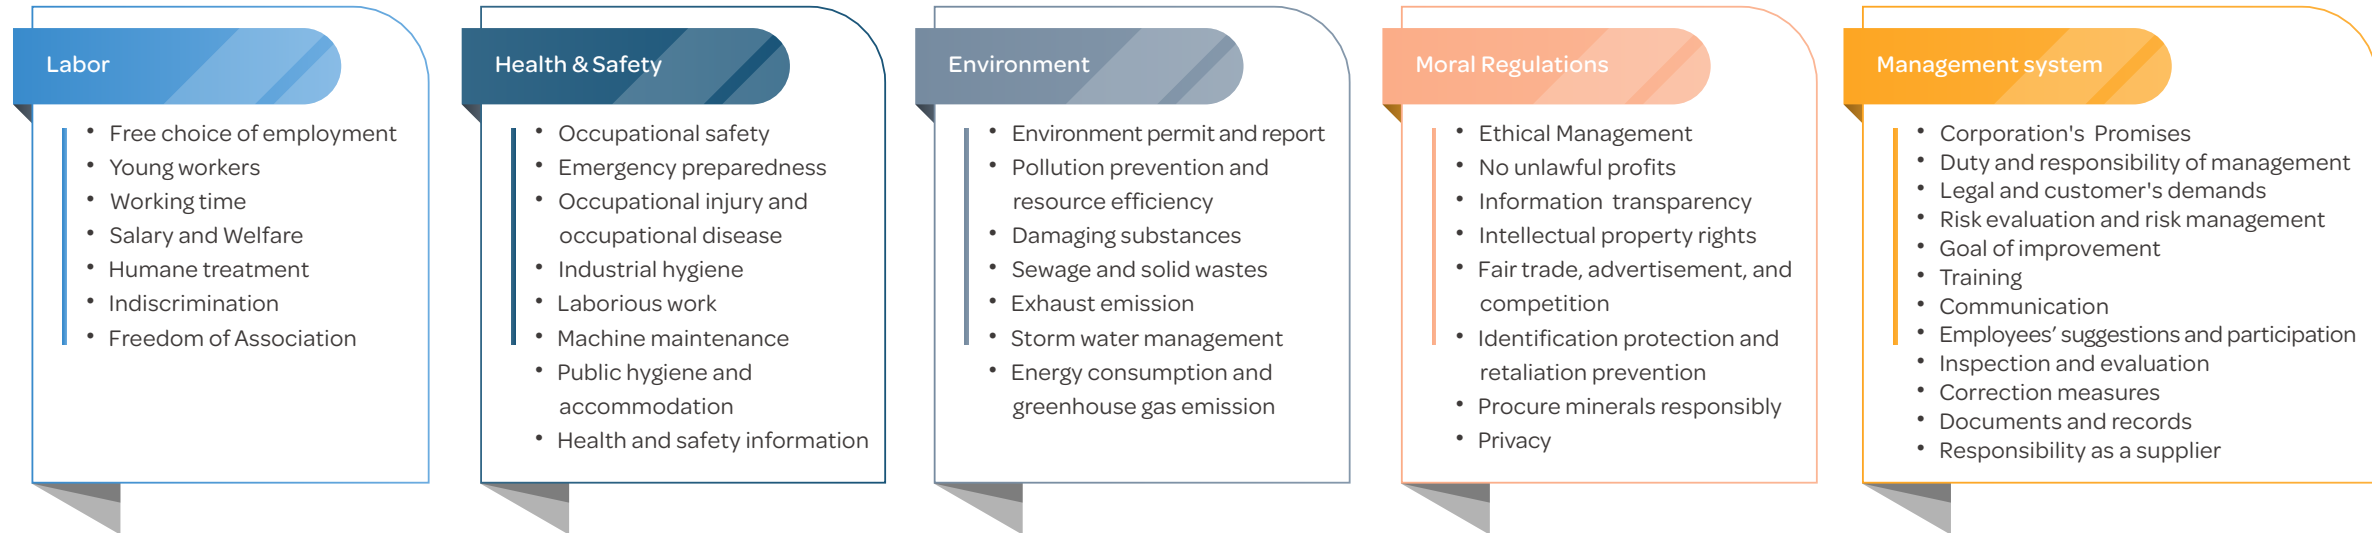 Labor
• Free choice of employment
• Young workers
• Working time
• Salary and Welfare
• Humane treatment
• Indiscrimination
• Freedom of Association
Health & Safety
• Occupational safety
• Emergency preparedness
• Occupational injury and
occupational disease
• Industrial hygiene
• Laborious work
• Machine maintenance
• Public hygiene and
accommodation
• Health and safety information
Environment
• Environment permit and report
• Pollution prevention and
resource efficiency
• Damaging substances
• Sewage and solid wastes
• Exhaust emission
• Storm water management
• Energy consumption and
greenhouse gas emission
Moral Regulations
• Ethical Management
• No unlawful profits
• Information transparency
• Intellectual property rights
• Fair trade, advertisement, and
competition
• Identification protection and
retaliation prevention
• Procure minerals responsibly
• Privacy
Management system
• Corporation's Promises
• Duty and responsibility of management
• Legal and customer's demands
• Risk evaluation and risk management
• Goal of improvement
• Training
• Communication
• Employees’ suggestions and participation
• Inspection and evaluation
• Correction measures
• Documents and records
• Responsibility as a supplier